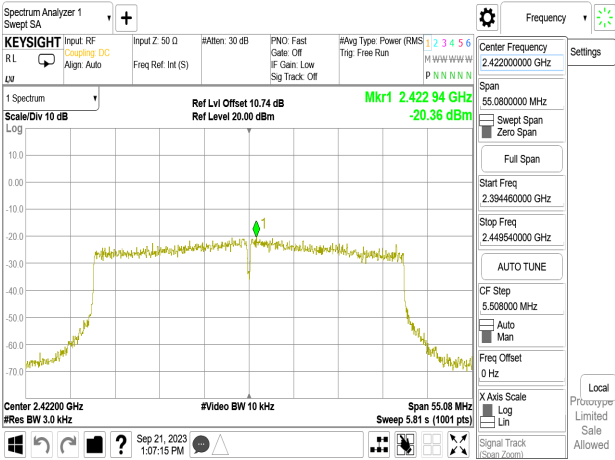 Spectrum Analyzer 1
Swept SA
+
Frequency
KEYSIGHT
RL
Input: RF
Coupling: DC
Align: Auto
Input Z: 50 Ω
Freq Ref: Int (S)
#Atten: 30 dB
PNO: Fast
Gate: Off
IF Gain: Low
Sig Track: Off
#Avg Type: Power (RMS
Trig: Free Run
1 2 3 4 5 6
M W W W W W
P N N N N N
1 Spectrum
Scale/Div 10 dB
Ref Lvl Offset 10.74 dB
Ref Level 20.00 dBm
Mkr1 2.422 94 GHz
-20.36 dBm
Log
10.0
0.00
-10.0
-20.0
-30.0
-40.0
-50.0
-60.0
-70.0
1
Center 2.42200 GHz
#Res BW 3.0 kHz
#Video BW 10 kHz
Span 55.08 MHz
Sweep 5.81 s (1001 pts)
Center Frequency
2.422000000 GHz
Settings
Span
55.0800000 MHz
Swept Span
Zero Span
Full Span
Start Freq
2.394460000 GHz
Stop Freq
2.449540000 GHz
AUTO TUNE
CF Step
5.508000 MHz
Auto
Man
Freq Offset
0 Hz
X Axis Scale
Log
Lin
Signal Track
(Span Zoom)
Local
Prototype
Limited
Sale
Allowed
?
Sep 21, 2023
1:07:15 PM